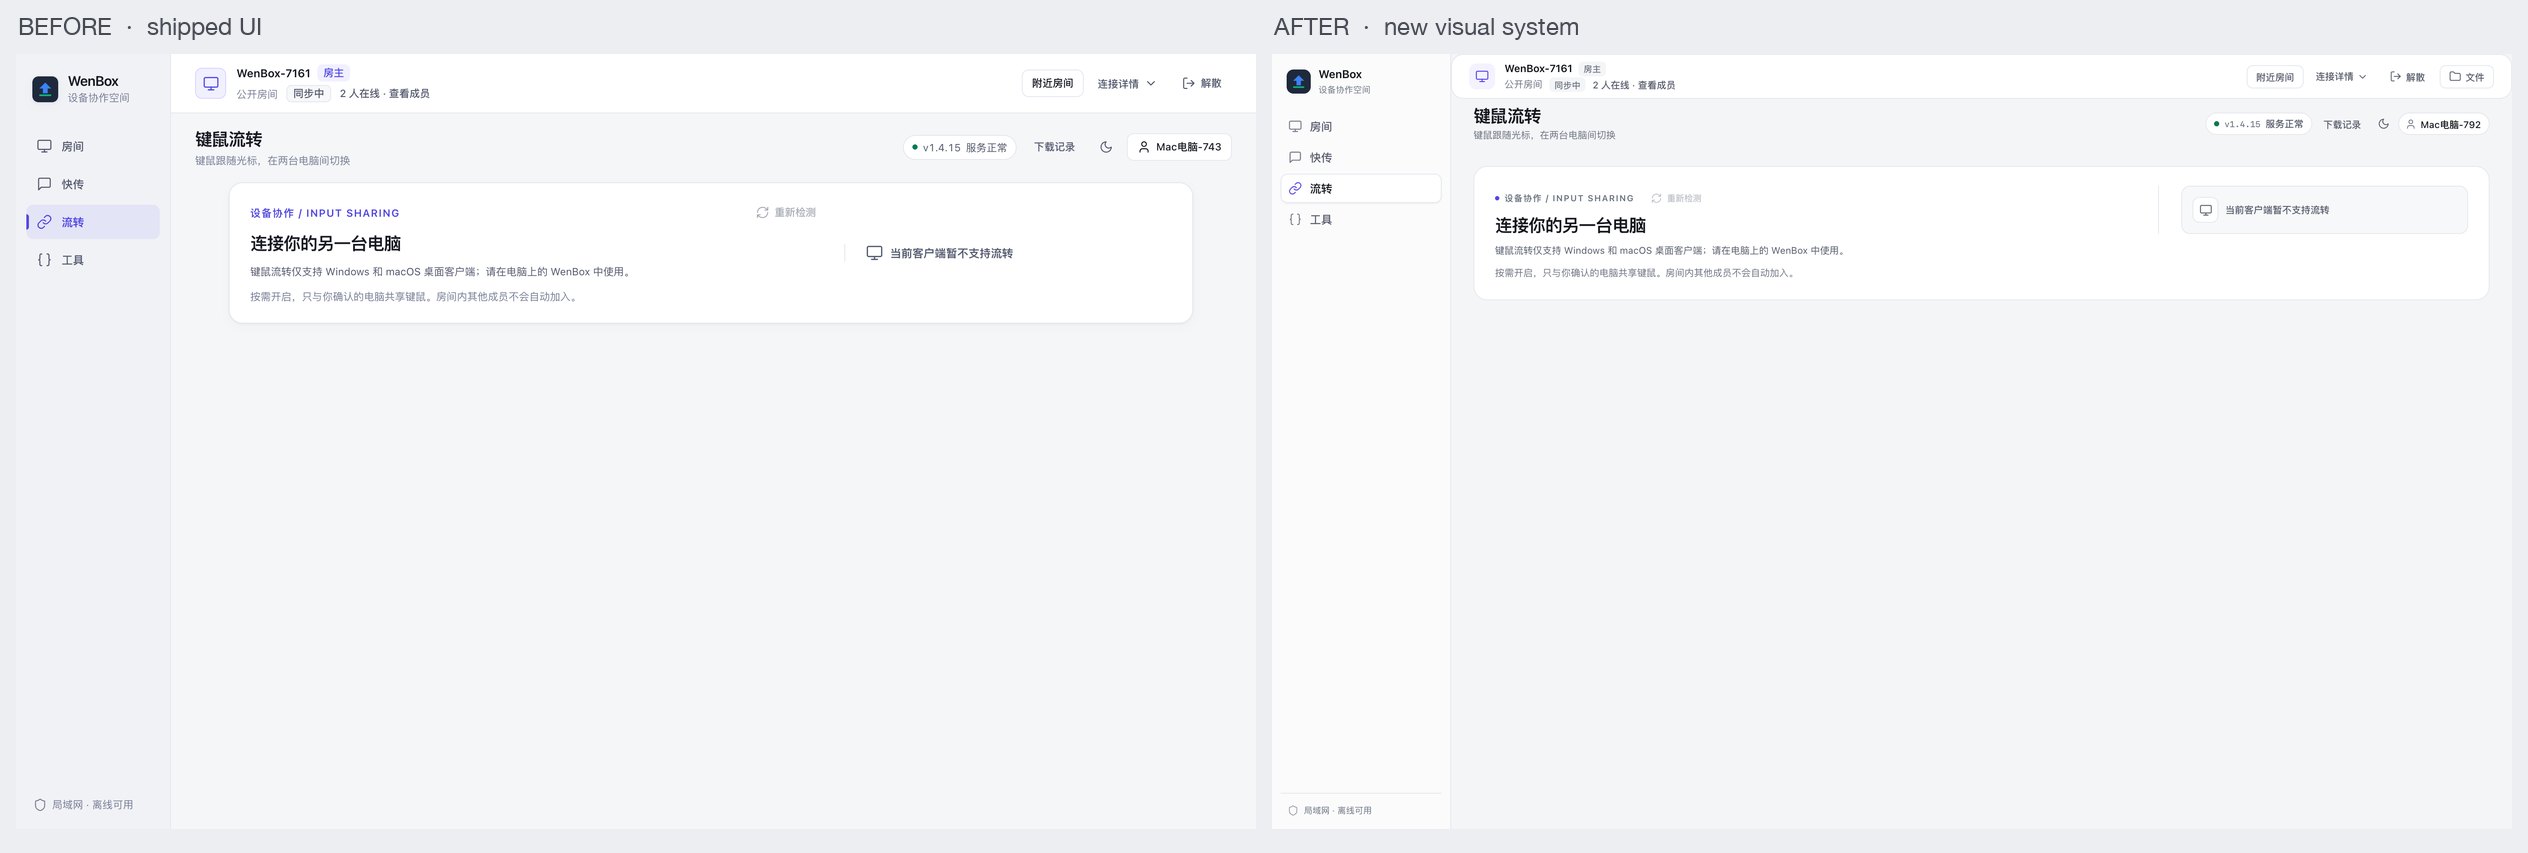 BEFORE · shipped UI
WenBox
设备协作空间
房间
快传
流转
工具
局域网 · 离线可用
WenBox-7161 房主
公开房间 同步中 2 人在线 · 查看成员
附近房间 连接详情 解散
键鼠流转
键鼠跟随光标，在两台电脑间切换
v1.4.15 服务正常 下载记录 Mac电脑-743
设备协作 / INPUT SHARING 重新检测
连接你的另一台电脑
键鼠流转仅支持 Windows 和 macOS 桌面客户端；请在电脑上的 WenBox 中使用。
按需开启，只与你确认的电脑共享键鼠。房间内其他成员不会自动加入。
当前客户端暂不支持流转
AFTER · new visual system
WenBox
设备协作空间
房间
快传
流转
工具
局域网 · 离线可用
WenBox-7161 房主
公开房间 同步中 2 人在线 · 查看成员
附近房间 连接详情 解散 文件
键鼠流转
键鼠跟随光标，在两台电脑间切换
v1.4.15 服务正常 下载记录 Mac电脑-792
设备协作 / INPUT SHARING 重新检测
连接你的另一台电脑
键鼠流转仅支持 Windows 和 macOS 桌面客户端；请在电脑上的 WenBox 中使用。
按需开启，只与你确认的电脑共享键鼠。房间内其他成员不会自动加入。
当前客户端暂不支持流转